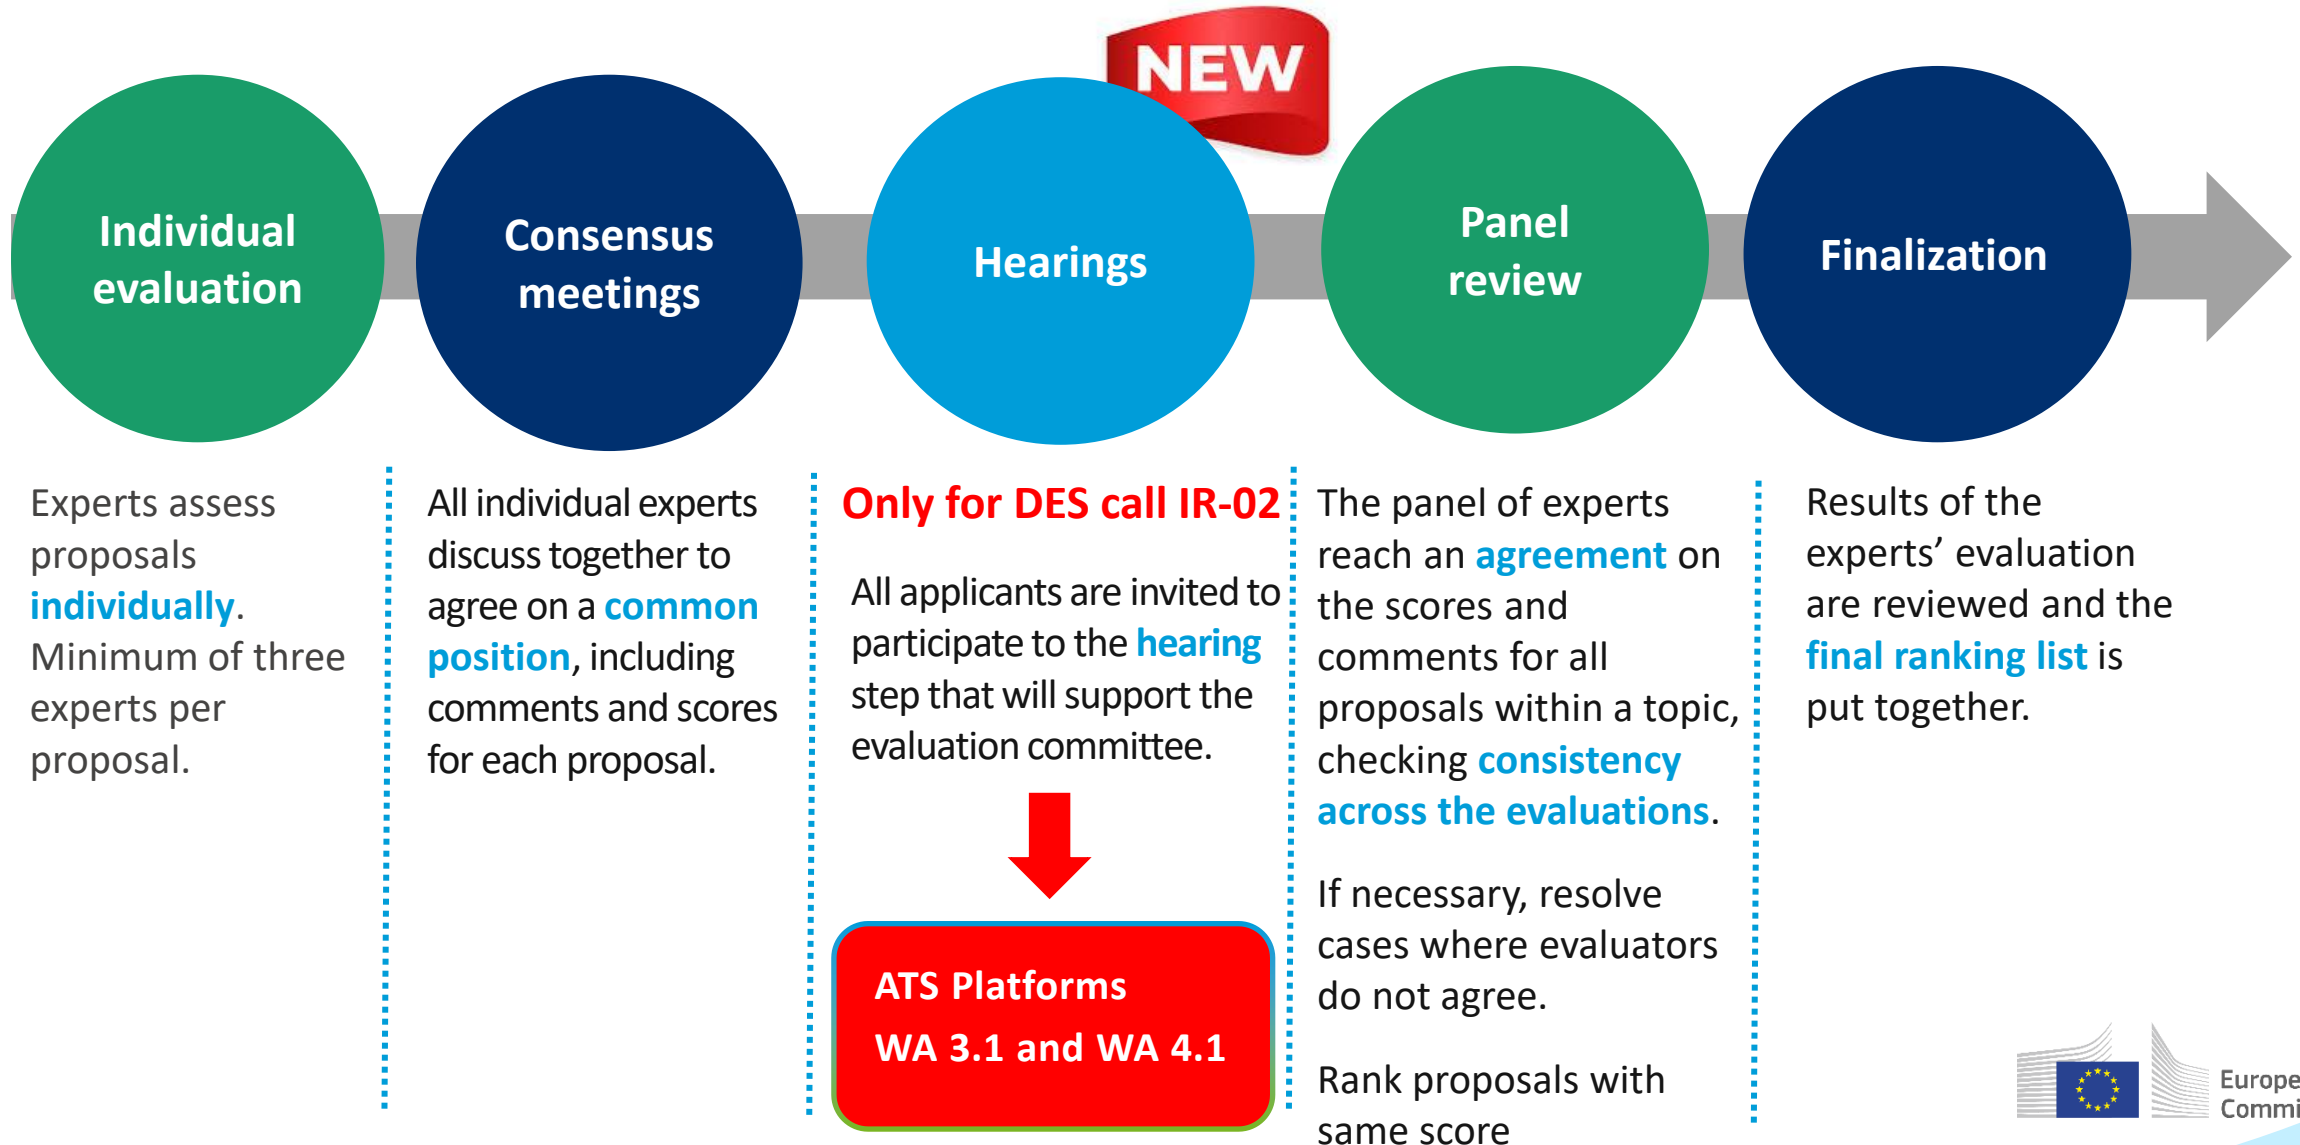 NEW
Individual
evaluation
Consensus
meetings
Hearings
Panel
review
Finalization
Experts assess
proposals
individually.
Minimum of three
experts per
proposal.
All individual experts
discuss together to
agree on a common
position, including
comments and scores
for each proposal.
Only for DES call IR-02
All applicants are invited to
participate to the hearing
step that will support the
evaluation committee.
ATS Platforms
WA 3.1 and WA 4.1
The panel of experts
reach an agreement on
the scores and
comments for all
proposals within a topic,
checking consistency
across the evaluations.
If necessary, resolve
cases where evaluators
do not agree.
Rank proposals with
same score
Results of the
experts’ evaluation
are reviewed and the
final ranking list is
put together.
Europe
Commi